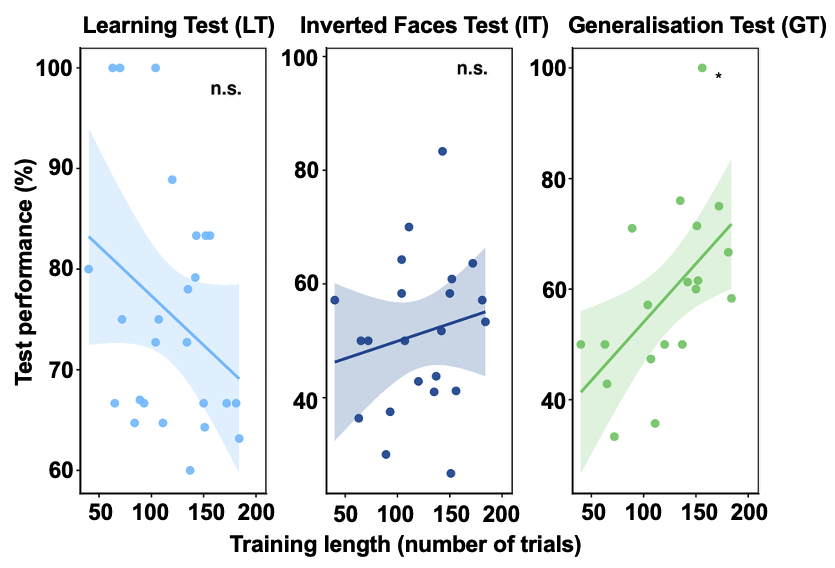 Learning Test (LT) Inverted Faces Test (IT) Generalisation Test (GT)
Test performance (%)
100
90
80
70
60
n.s.
50 100 150 200
100
80
60
40
n.s.
50 100 150 200
100
80
60
40
*
50 100 150 200
Training length (number of trials)